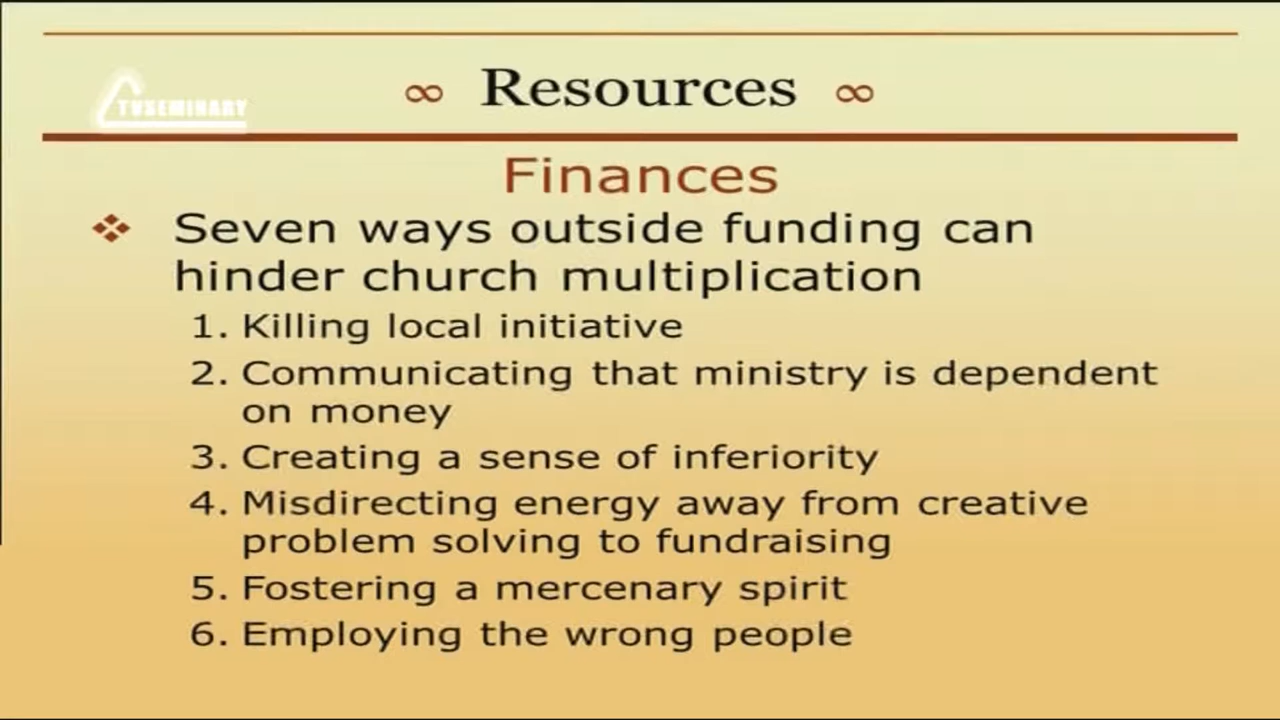 TVSEMINARY
∞ Resources ∞
Finances
❖ Seven ways outside funding can
hinder church multiplication
1. Killing local initiative
2. Communicating that ministry is dependent
on money
3. Creating a sense of inferiority
4. Misdirecting energy away from creative
problem solving to fundraising
5. Fostering a mercenary spirit
6. Employing the wrong people